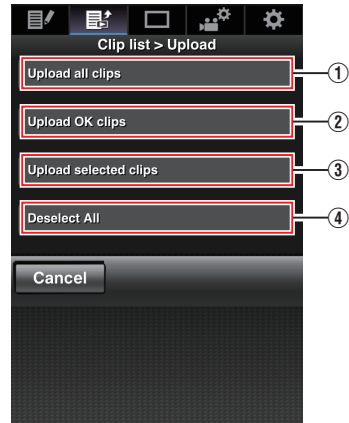 Clip list > Upload
Upload all clips ①
Upload OK clips ②
Upload selected clips ③
Deselect All ④
Cancel